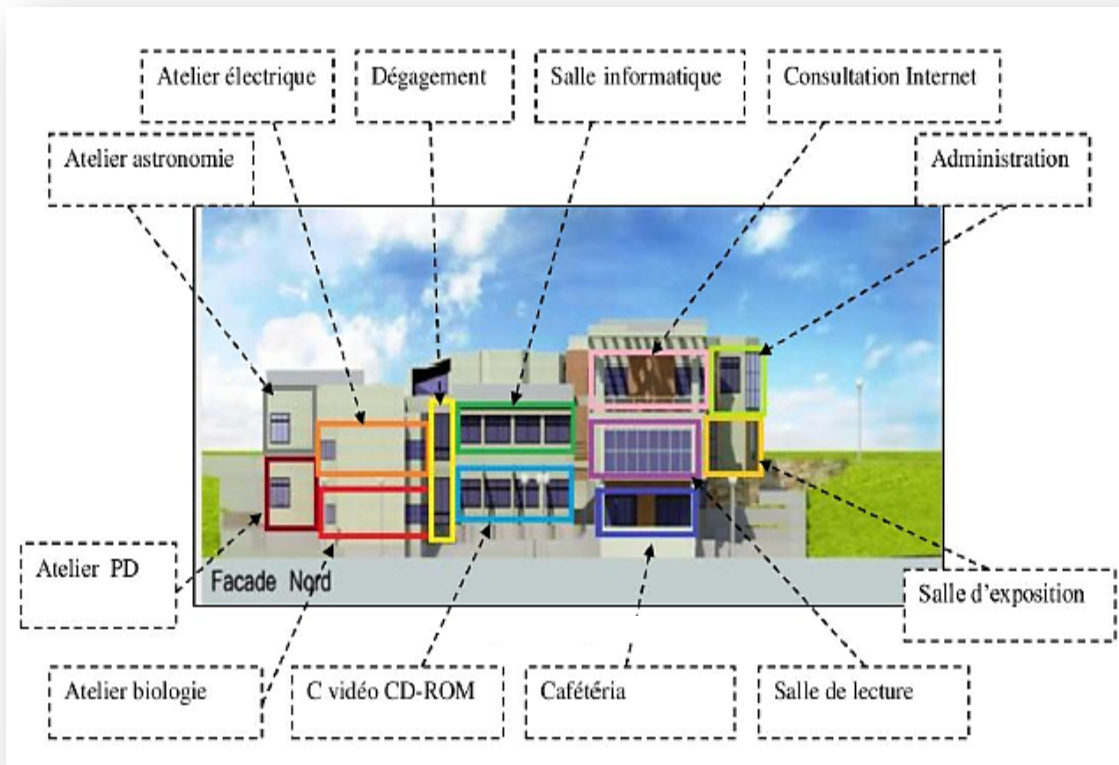 Atelier électrique
Dégagement
Salle informatique
Consultation Internet
Atelier astronomie
Administration
Facade Nord
Atelier PD
Salle d'exposition
Atelier biologie
C vidéo CD-ROM
Cafétéria
Salle de lecture